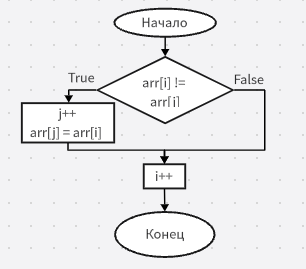 Начало
True
arr[i] !=
arr[j]
False
j++
arr[j] = arr[i]
i++
Конец